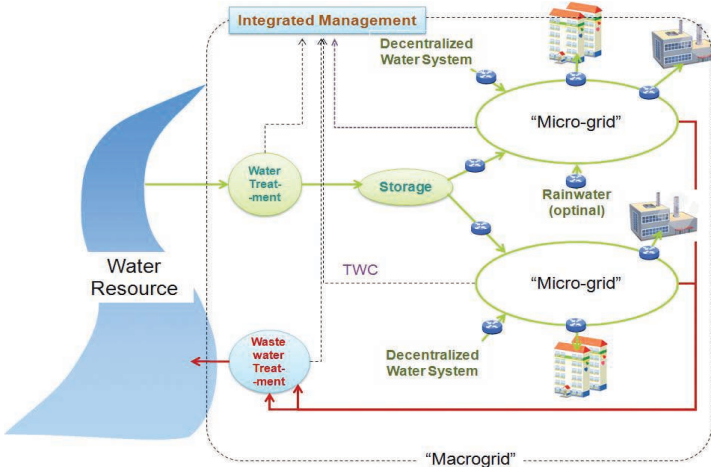 Integrated Management
Decentralized
Water System
“Micro-grid”
Water
Treat-
-ment
Storage
Rainwater
(optinal)
Water
Resource
TWC
“Micro-grid”
Waste
water
Treat-
-ment
Decentralized
Water System
“Macrogrid”